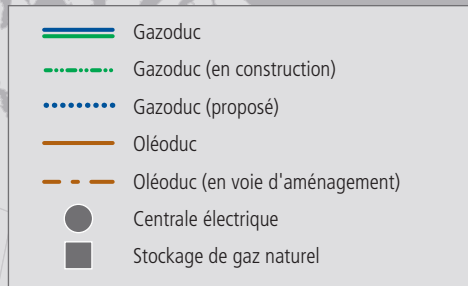 Gazoduc
Gazoduc (en construction)
Gazoduc (proposé)
Oléoduc
Oléoduc (en voie d'aménagement)
Centrale électrique
Stockage de gaz naturel